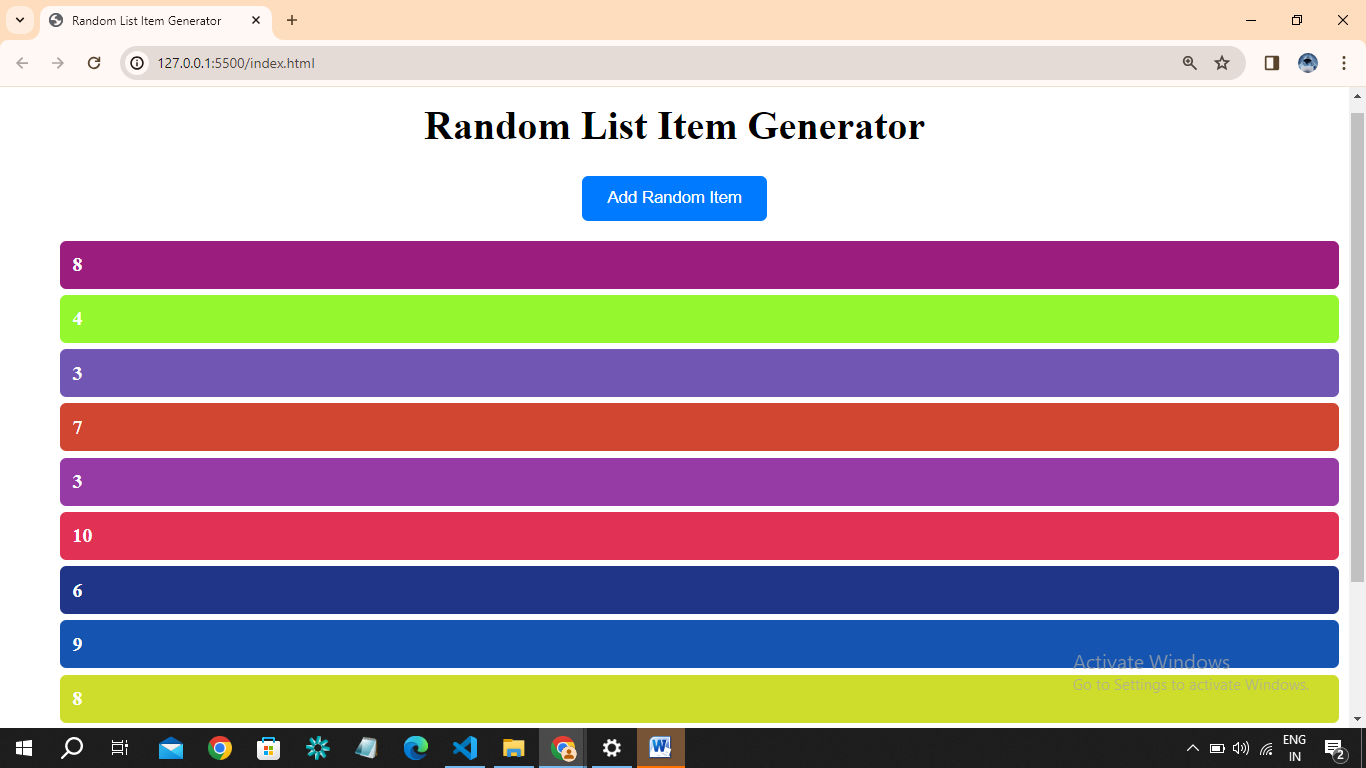 Random List Item Generator
127.0.0.1:5500/index.html
Random List Item Generator
Add Random Item
8
4
3
7
3
10
6
9
Activate Windows
Go to Settings to activate Windows.
8
ENG
IN
2